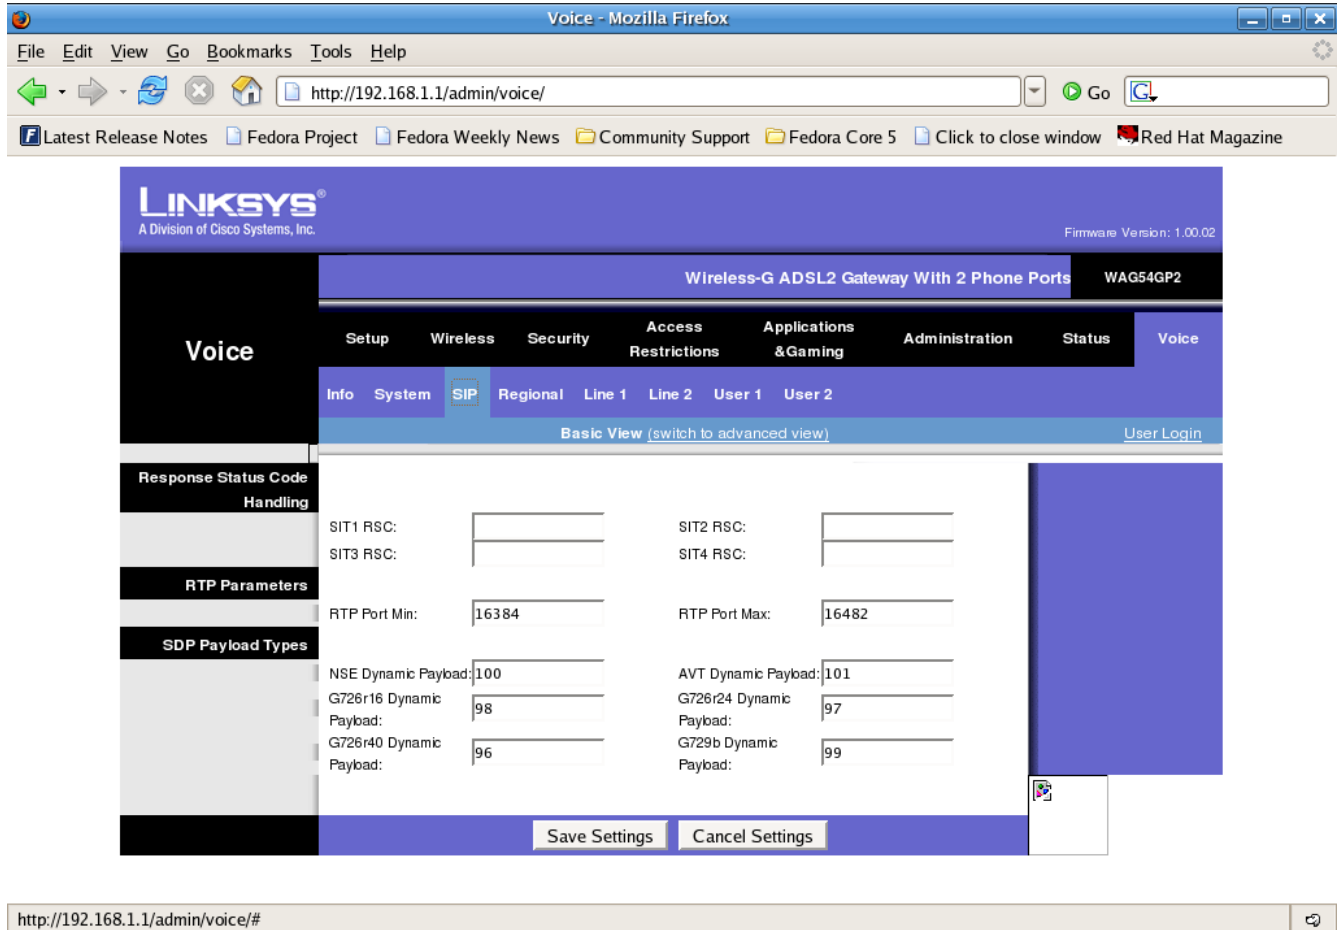 Voice - Mozilla Firefox
File Edit View Go Bookmarks Tools Help
http://192.168.1.1/admin/voice/ Go G
Latest Release Notes Fedora Project Fedora Weekly News Community Support Fedora Core 5 Click to close window Red Hat Magazine
LINKSYS®
A Division of Cisco Systems, Inc.
Firmware Version: 1.00.02
Wireless-G ADSL2 Gateway With 2 Phone Ports WAG54GP2
Voice
Setup Wireless Security Access Restrictions Applications &Gaming Administration Status Voice
Info System SIP Regional Line 1 Line 2 User 1 User 2
Basic View (switch to advanced view) User Login
Response Status Code
Handling
SIT1 RSC: SIT2 RSC:
SIT3 RSC: SIT4 RSC:
RTP Parameters
RTP Port Min: 16384 RTP Port Max: 16482
SDP Payload Types
NSE Dynamic Payload: 100 AVT Dynamic Payload: 101
G726r16 Dynamic Payload: 98 G726r24 Dynamic Payload: 97
G726r40 Dynamic Payload: 96 G729b Dynamic Payload: 99
Save Settings Cancel Settings
http://192.168.1.1/admin/voice/#